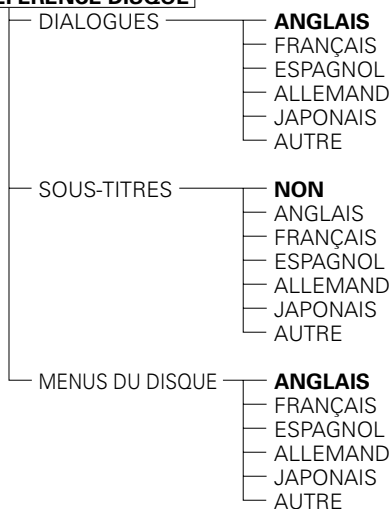 DISQUE
DIALOGUES
ANGLAIS
FRANÇAIS
ESPAGNOL
ALLEMAND
JAPONAIS
AUTRE
SOUS-TITRES
NON
ANGLAIS
FRANÇAIS
ESPAGNOL
ALLEMAND
JAPONAIS
AUTRE
MENUS DU DISQUE
ANGLAIS
FRANÇAIS
ESPAGNOL
ALLEMAND
JAPONAIS
AUTRE